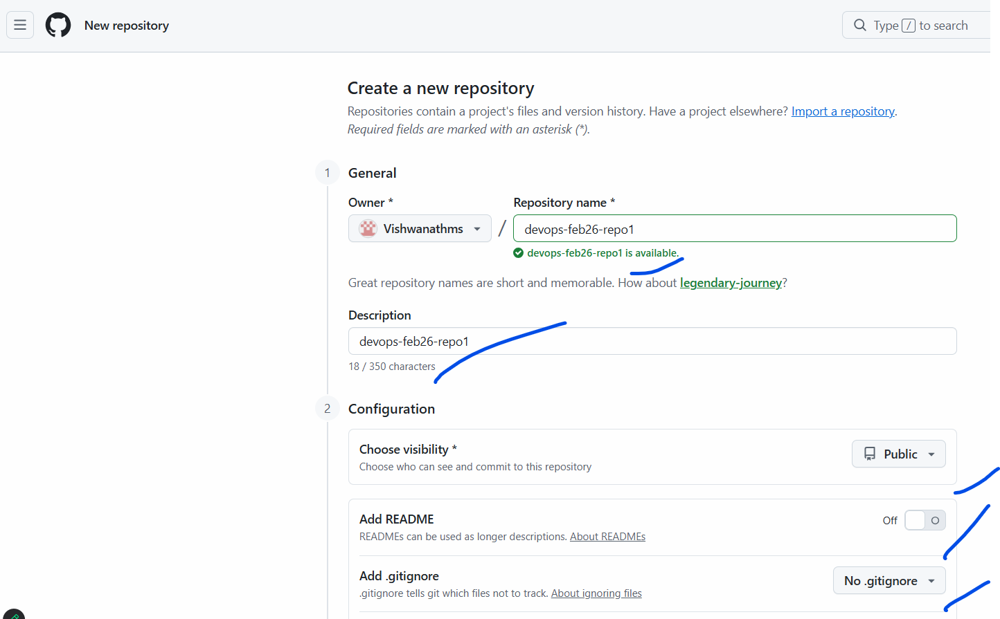 New repository
Type / to search
Create a new repository
Repositories contain a project's files and version history. Have a project elsewhere? Import a repository.
Required fields are marked with an asterisk (*).
1 General
Owner * Repository name *
Vishwanathms / devops-feb26-repo1
devops-feb26-repo1 is available.
Great repository names are short and memorable. How about legendary-journey?
Description
devops-feb26-repo1
18 / 350 characters
2 Configuration
Choose visibility * Public
Choose who can see and commit to this repository
Add README Off
READMEs can be used as longer descriptions. About READMEs
Add .gitignore No .gitignore
.gitignore tells git which files not to track. About ignoring files